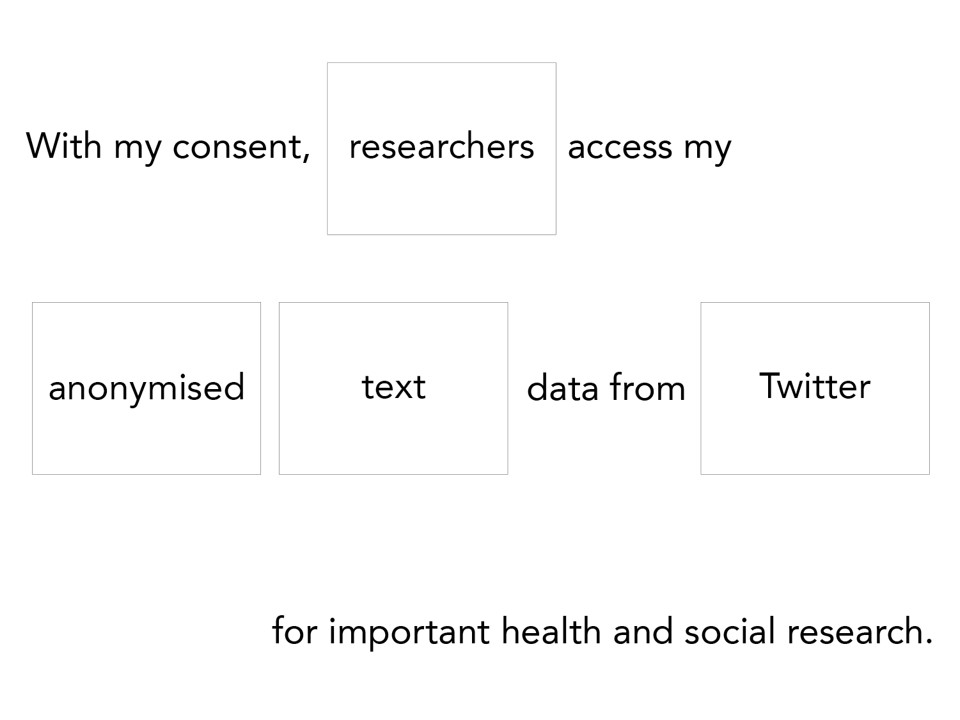 With my consent, researchers access my
anonymised text data from Twitter
for important health and social research.